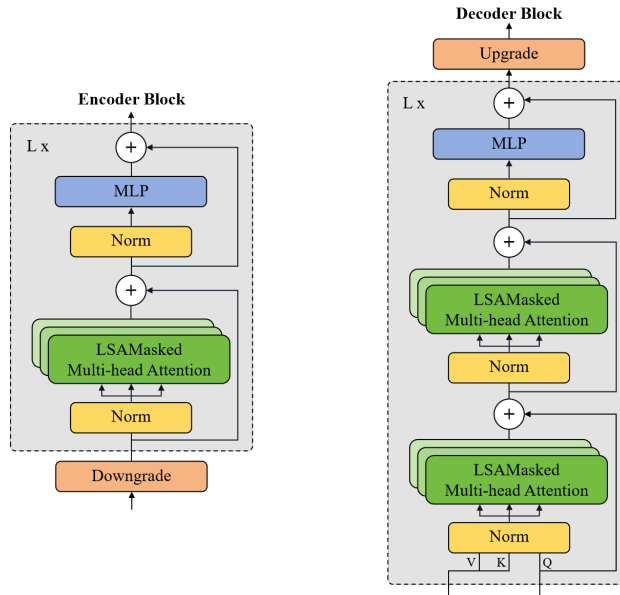 Encoder Block
L x
+
MLP
Norm
+
LSAMasked
Multi-head Attention
Norm
Downgrade
Decoder Block
Upgrade
L x
+
MLP
Norm
+
LSAMasked
Multi-head Attention
Norm
+
LSAMasked
Multi-head Attention
Norm
V K Q